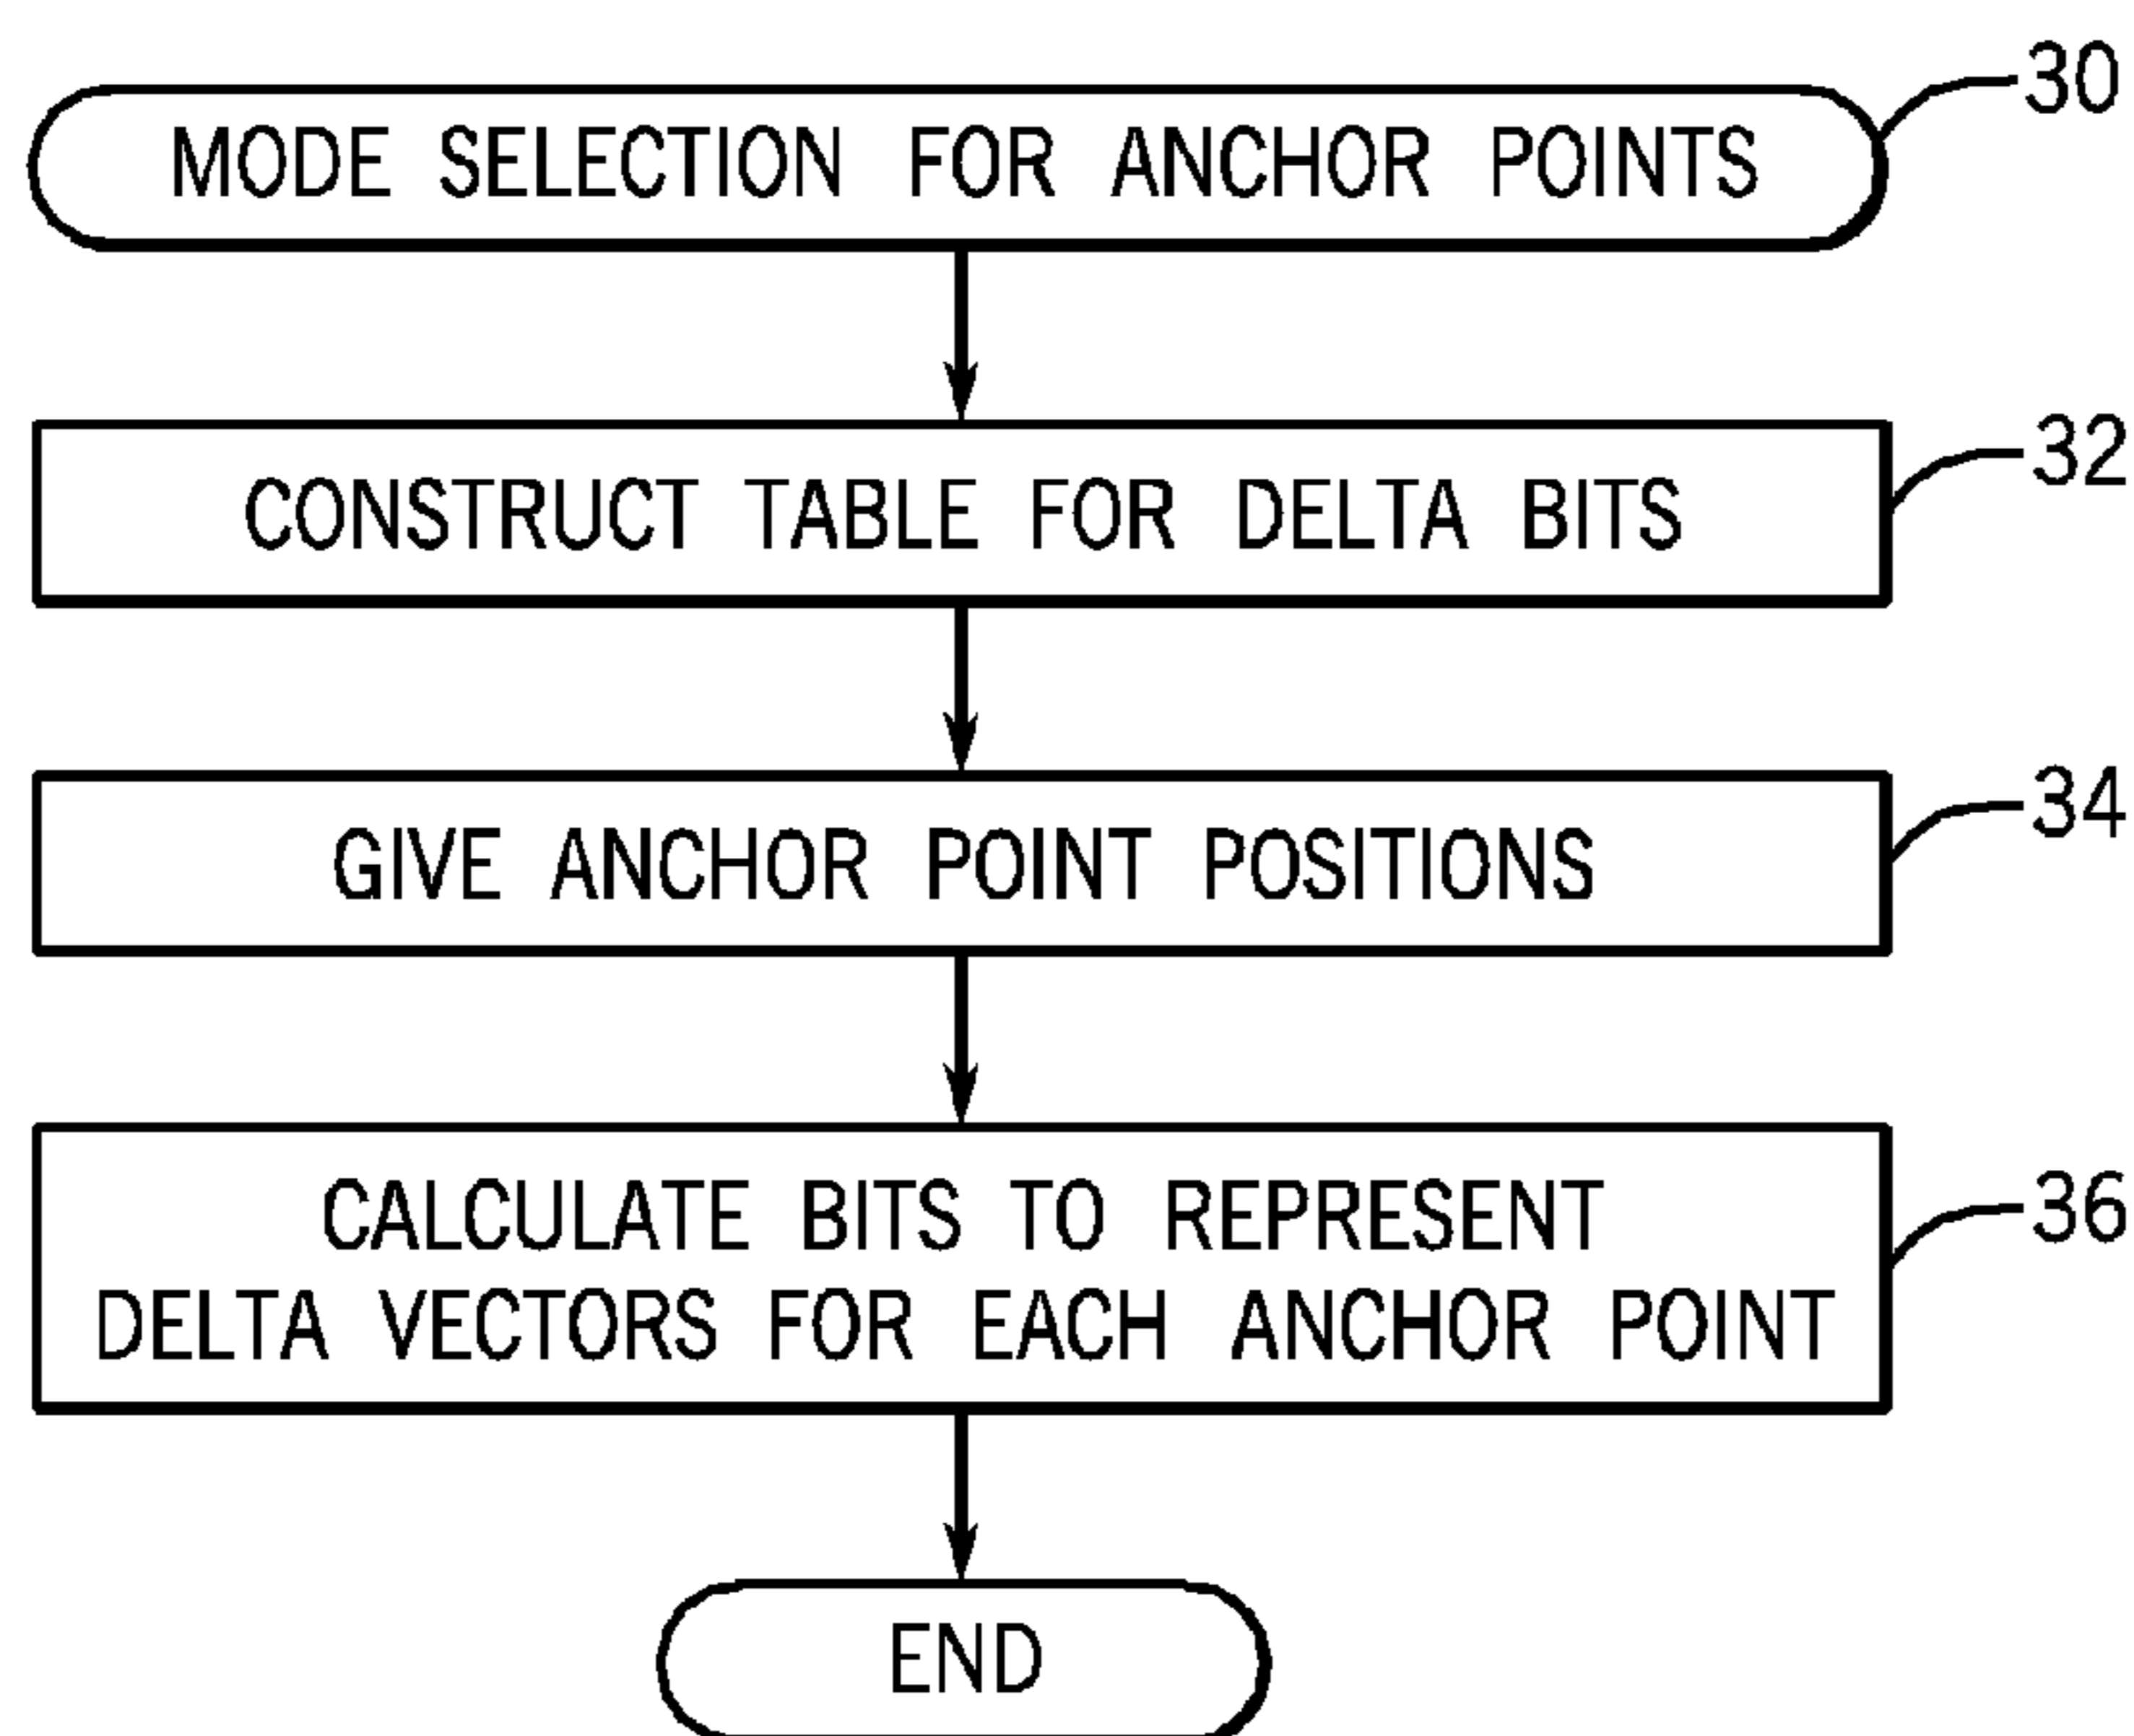 30
MODE SELECTION FOR ANCHOR POINTS
32
CONSTRUCT TABLE FOR DELTA BITS
34
GIVE ANCHOR POINT POSITIONS
36
CALCULATE BITS TO REPRESENT
DELTA VECTORS FOR EACH ANCHOR POINT
END